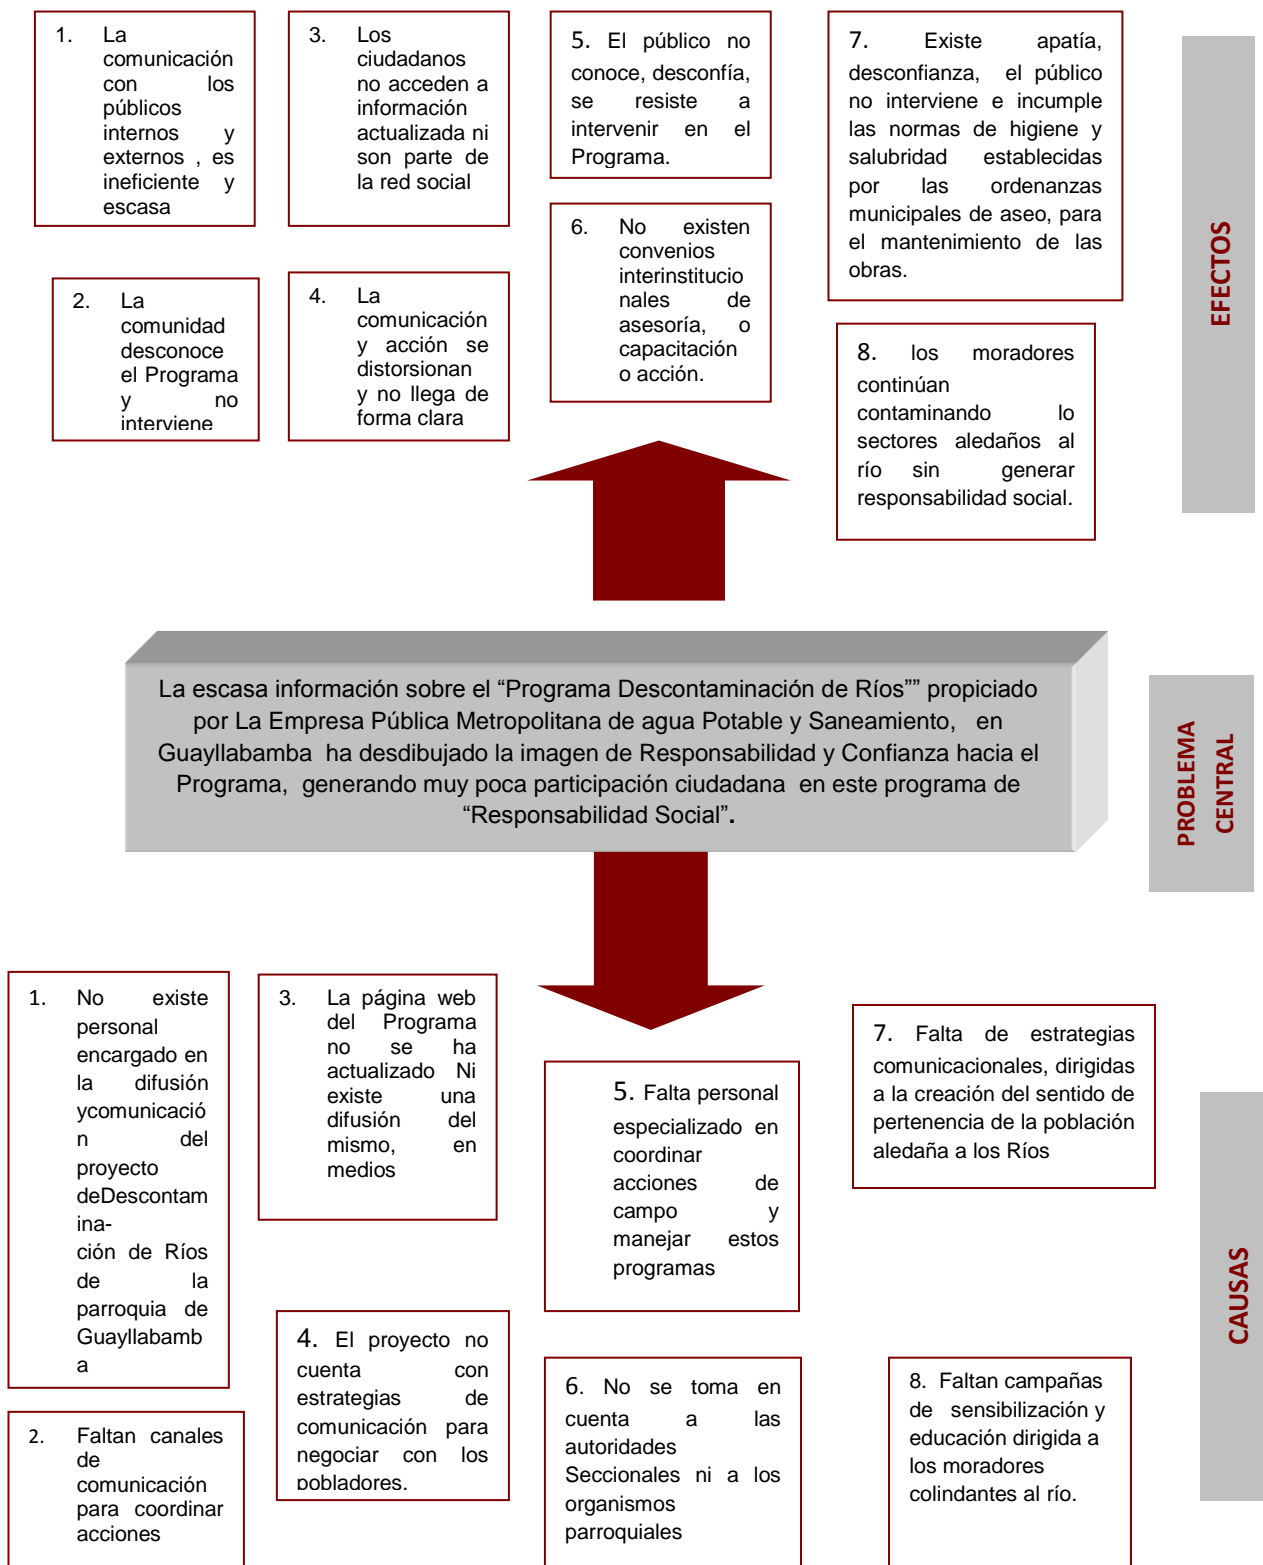 1. La
comunicación
con los
públicos
internos y
externos , es
ineficiente y
escasa
2. La
comunidad
desconoce
el Programa
y no
interviene
3. Los
ciudadanos
no acceden a
información
actualizada ni
son parte de
la red social
4. La
comunicación
y acción se
distorsionan
y no llega de
forma clara
5. El público no
conoce, desconfía,
se resiste a
intervenir en el
Programa.
6. No existen
convenios
interinstitucio
nales de
asesoría, o
capacitación
o acción.
7. Existe apatía,
desconfianza, el público
no interviene e incumple
las normas de higiene y
salubridad establecidas
por las ordenanzas
municipales de aseo, para
el mantenimiento de las
obras.
8. los moradores
continúan
contaminando lo
sectores aledaños al
río sin generar
responsabilidad social.
EFECTOS
La escasa información sobre el “Programa Descontaminación de Ríos”” propiciado
por La Empresa Pública Metropolitana de agua Potable y Saneamiento, en
Guayllabamba ha desdibujado la imagen de Responsabilidad y Confianza hacia el
Programa, generando muy poca participación ciudadana en este programa de
“Responsabilidad Social”.
PROBLEMA
CENTRAL
1. No existe
personal
encargado en
la difusión
ycomunicació
n del
proyecto
deDescontam
ina-
ción de Ríos
de la
parroquia de
Guayllabamb
a
2. Faltan canales
de
comunicación
para coordinar
acciones
3. La página web
del Programa
no se ha
actualizado Ni
existe una
difusión del
mismo, en
medios
4. El proyecto no
cuenta con
estrategias de
comunicación para
negociar con los
pobladores.
5. Falta personal
especializado en
coordinar
acciones de
campo y
manejar estos
programas
6. No se toma en
cuenta a las
autoridades
Seccionales ni a los
organismos
parroquiales
7. Falta de estrategias
comunicacionales, dirigidas
a la creación del sentido de
pertenencia de la población
aledaña a los Ríos
8. Faltan campañas
de sensibilización y
educación dirigida a
los moradores
colindantes al río.
CAUSAS